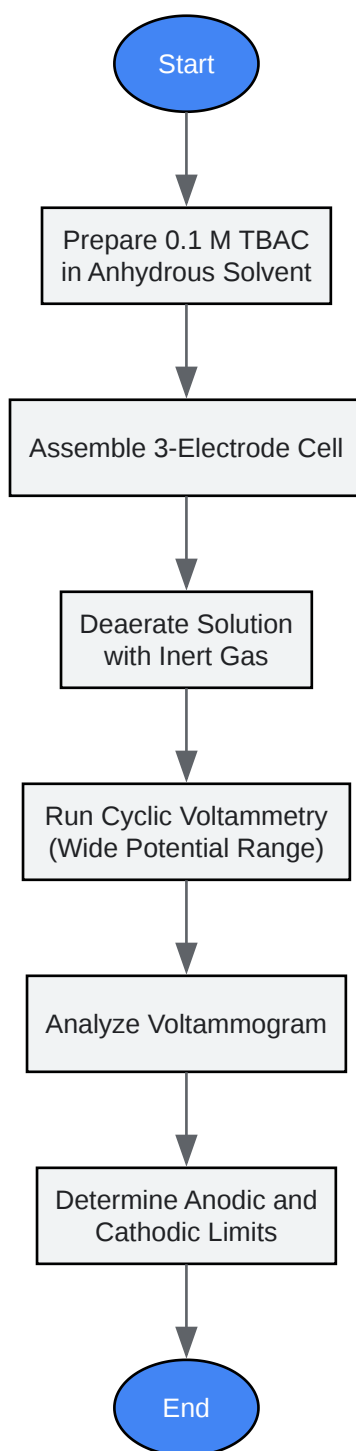 Start
Prepare 0.1 M TBAC
in Anhydrous Solvent
Assemble 3-Electrode Cell
Deaerate Solution
with Inert Gas
Run Cyclic Voltammetry
(Wide Potential Range)
Analyze Voltammogram
Determine Anodic and
Cathodic Limits
End